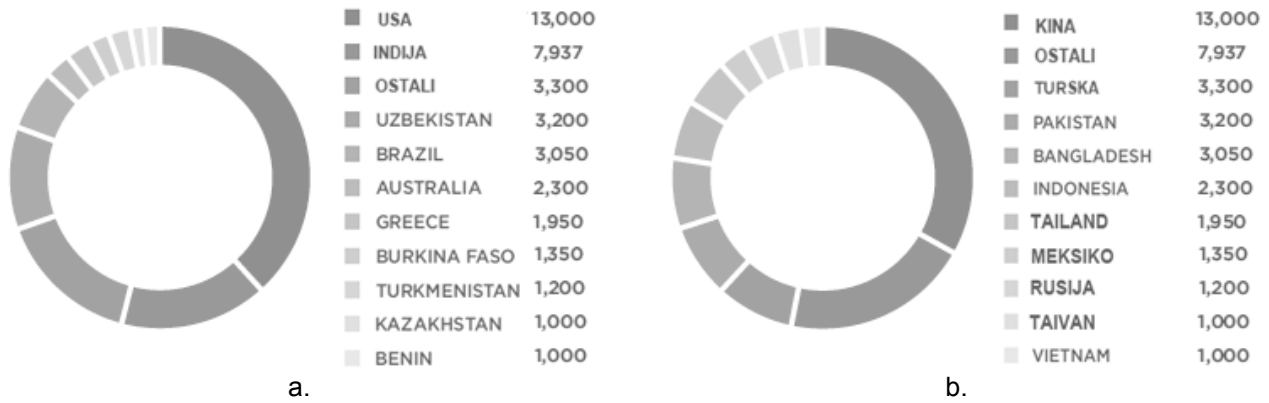 USA 13,000
INDIJA 7,937
OSTALI 3,300
UZBEKISTAN 3,200
BRAZIL 3,050
AUSTRALIA 2,300
GREECE 1,950
BURKINA FASO 1,350
TURKMENISTAN 1,200
KAZAKHSTAN 1,000
BENIN 1,000
a.
KINA 13,000
OSTALI 7,937
TURSKA 3,300
PAKISTAN 3,200
BANGLADESH 3,050
INDONESIA 2,300
TAILAND 1,950
MEKSIKO 1,350
RUSIJA 1,200
TAIVAN 1,000
VIETNAM 1,000
b.